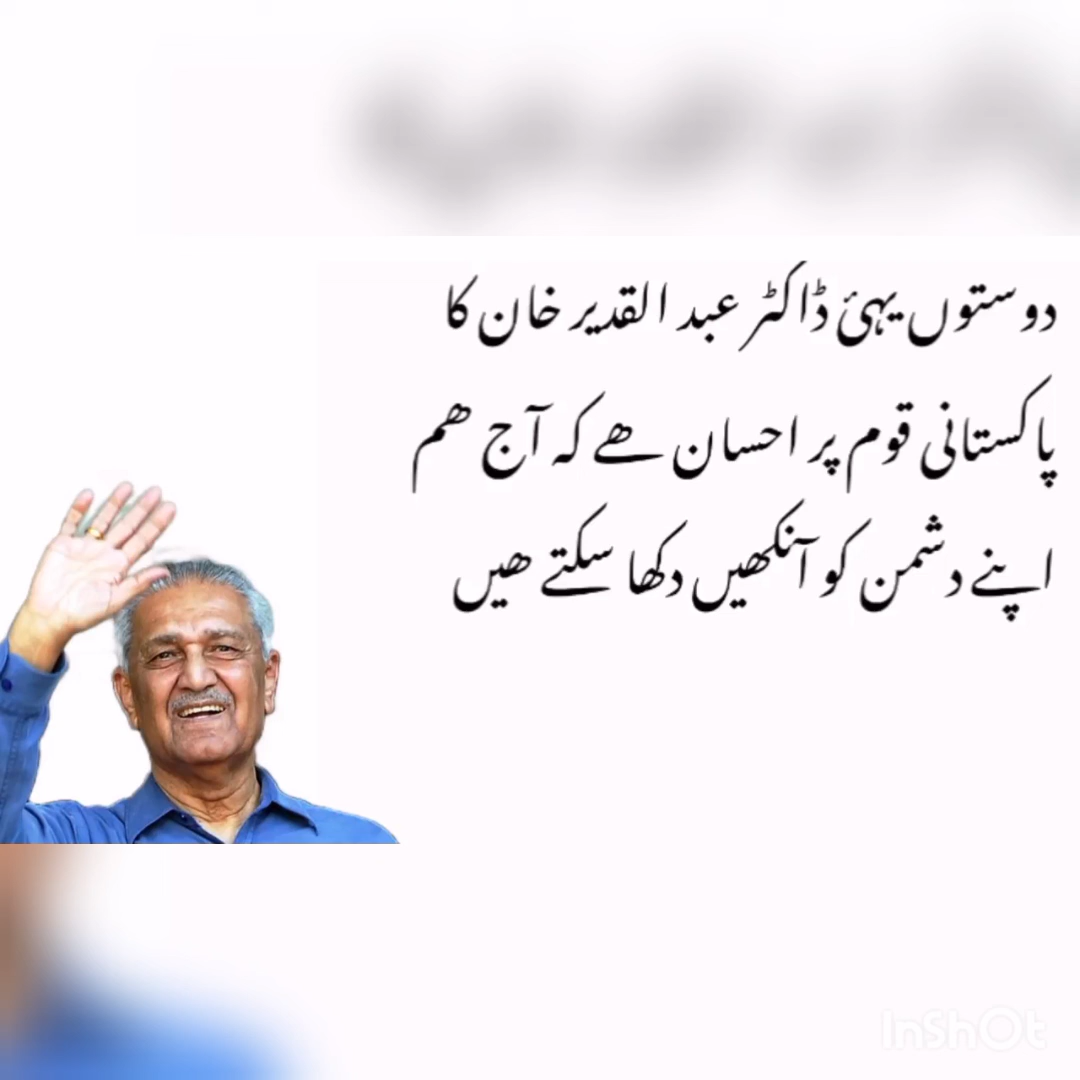 دوستوں یہئ ڈاکٹر عبد القدیر خان کا
پاکستانی قوم پر احسان ھے کہ آج ھم
اپنے دشمن کو آنکھیں دکھا سکتے ھیں
InShOt